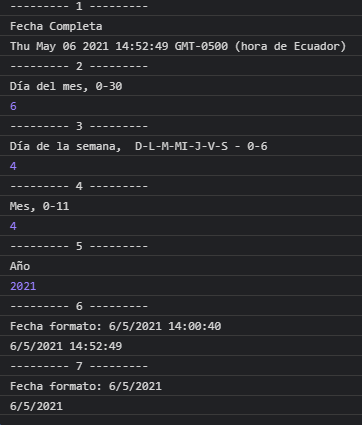 --------- 1 ---------
Fecha Completa
Thu May 06 2021 14:52:49 GMT-0500 (hora de Ecuador)
--------- 2 ---------
Día del mes, 0-30
6
--------- 3 ---------
Día de la semana,  D-L-M-MI-J-V-S - 0-6
4
--------- 4 ---------
Mes, 0-11
4
--------- 5 ---------
Año
2021
--------- 6 ---------
Fecha formato: 6/5/2021 14:00:40
6/5/2021 14:52:49
--------- 7 ---------
Fecha formato: 6/5/2021
6/5/2021